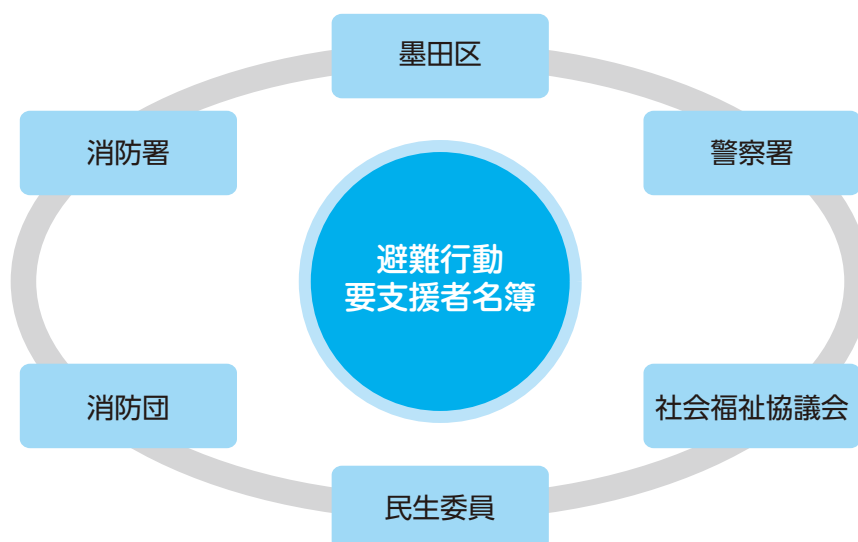 墨田区
消防署
警察署
避難行動
要支援者名簿
消防団
社会福祉協議会
民生委員